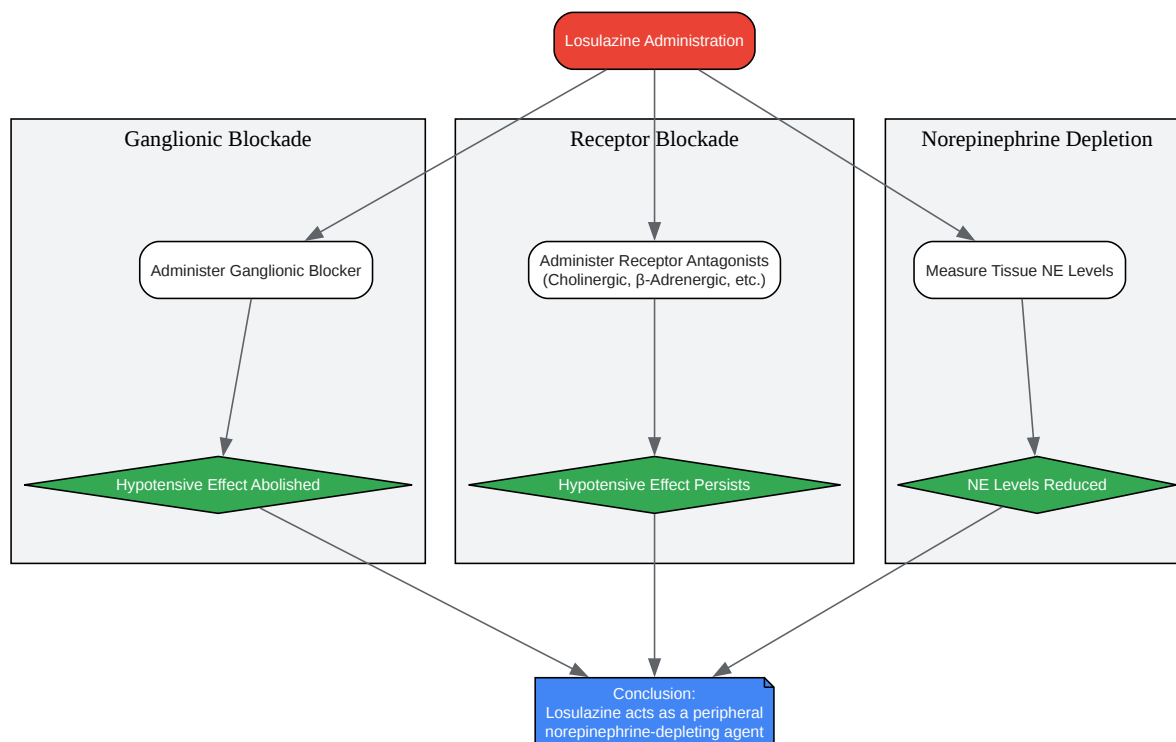 Losulazine Administration
Ganglionic Blockade
Receptor Blockade
Norepinephrine Depletion
Administer Ganglionic Blocker
Administer Receptor Antagonists
(Cholinergic, β-Adrenergic, etc.)
Measure Tissue NE Levels
Hypotensive Effect Abolished
Hypotensive Effect Persists
NE Levels Reduced
Conclusion:
Losulazine acts as a peripheral
norepinephrine-depleting agent